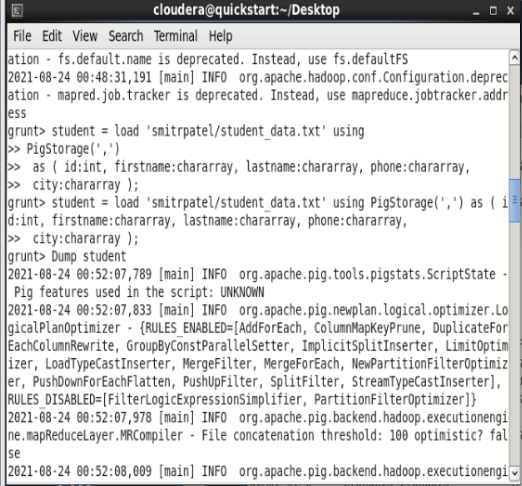 cloudera@quickstart:~/Desktop
File Edit View Search Terminal Help
ation - fs.default.name is deprecated. Instead, use fs.defaultFS
2021-08-24 00:48:31,191 [main] INFO  org.apache.hadoop.conf.Configuration.deprec
ation - mapred.job.tracker is deprecated. Instead, use mapreduce.jobtracker.addr
ess
grunt> student = load 'smitrpatel/student_data.txt' using
>> PigStorage(',')
>>  as ( id:int, firstname:chararray, lastname:chararray, phone:chararray,
>>  city:chararray );
grunt> student = load 'smitrpatel/student_data.txt' using PigStorage(',') as ( i
d:int, firstname:chararray, lastname:chararray, phone:chararray,
>>  city:chararray );
grunt> Dump student
2021-08-24 00:52:07,789 [main] INFO  org.apache.pig.tools.pigstats.ScriptState -
 Pig features used in the script: UNKNOWN
2021-08-24 00:52:07,833 [main] INFO  org.apache.pig.newplan.logical.optimizer.Lo
gicalPlanOptimizer - {RULES_ENABLED=[AddForEach, ColumnMapKeyPrune, DuplicateFor
EachColumnRewrite, GroupByConstParallelSetter, ImplicitSplitInserter, LimitOptim
izer, LoadTypeCastInserter, MergeFilter, MergeForEach, NewPartitionFilterOptimiz
er, PushDownForEachFlatten, PushUpFilter, SplitFilter, StreamTypeCastInserter],
RULES_DISABLED=[FilterLogicExpressionSimplifier, PartitionFilterOptimizer]}
2021-08-24 00:52:07,978 [main] INFO  org.apache.pig.backend.hadoop.executionengi
ne.mapReduceLayer.MRCompiler - File concatenation threshold: 100 optimistic? fal
se
2021-08-24 00:52:08,009 [main] INFO  org.apache.pig.backend.hadoop.executionengi